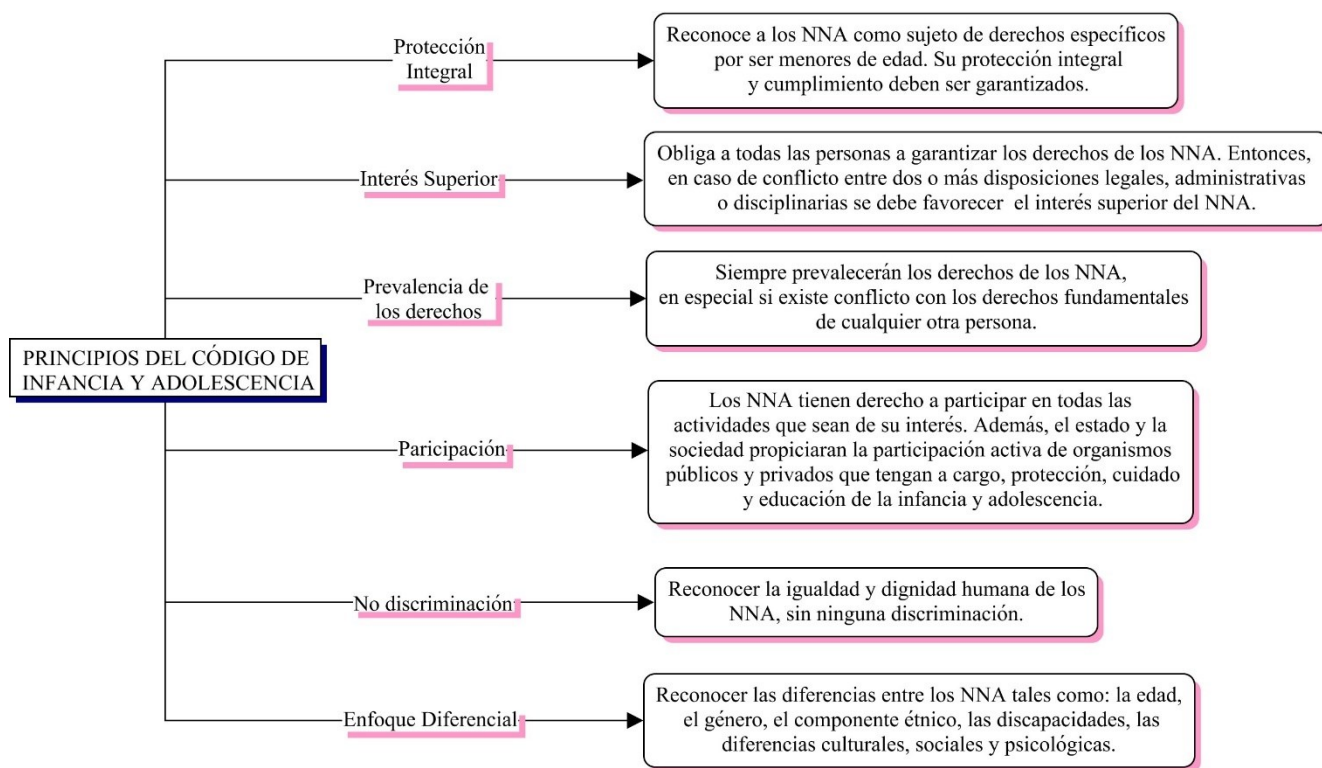 Protección
Integral
Reconoce a los NNA como sujeto de derechos específicos
por ser menores de edad. Su protección integral
y cumplimiento deben ser garantizados.
Interés Superior
Obliga a todas las personas a garantizar los derechos de los NNA. Entonces,
en caso de conflicto entre dos o más disposiciones legales, administrativas
o disciplinarias se debe favorecer el interés superior del NNA.
Prevalencia de
los derechos
Siempre prevalecerán los derechos de los NNA,
en especial si existe conflicto con los derechos fundamentales
de cualquier otra persona.
PRINCIPIOS DEL CÓDIGO DE
INFANCIA Y ADOLESCENCIA
Paricipación
Los NNA tienen derecho a participar en todas las
actividades que sean de su interés. Además, el estado y la
sociedad propiciaran la participación activa de organismos
públicos y privados que tengan a cargo, protección, cuidado
y educación de la infancia y adolescencia.
No discriminación
Reconocer la igualdad y dignidad humana de los
NNA, sin ninguna discriminación.
Enfoque Diferencial
Reconocer las diferencias entre los NNA tales como: la edad,
el género, el componente étnico, las discapacidades, las
diferencias culturales, sociales y psicológicas.